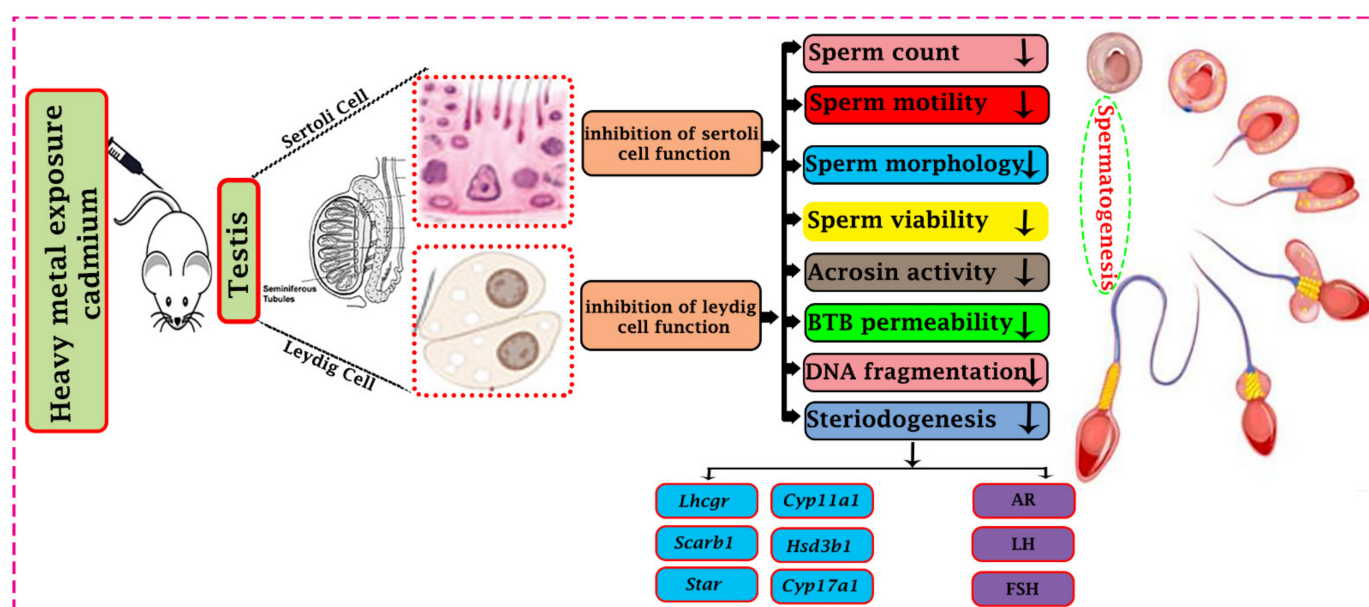 Heavy metal exposure
cadmium
Testis
Sertoli Cell
Leydig Cell
Seminiferous
Tubules
inhibition of sertoli
cell function
inhibition of leydig
cell function
Sperm count ↓
Sperm motility ↓
Sperm morphology ↓
Sperm viability ↓
Acrosin activity ↓
BTB permeability ↓
DNA fragmentation ↓
Steriodogenesis ↓
Lhcgr
Cyp11a1
Scarb1
Hsd3b1
Star
Cyp17a1
AR
LH
FSH
Spermatogenesis